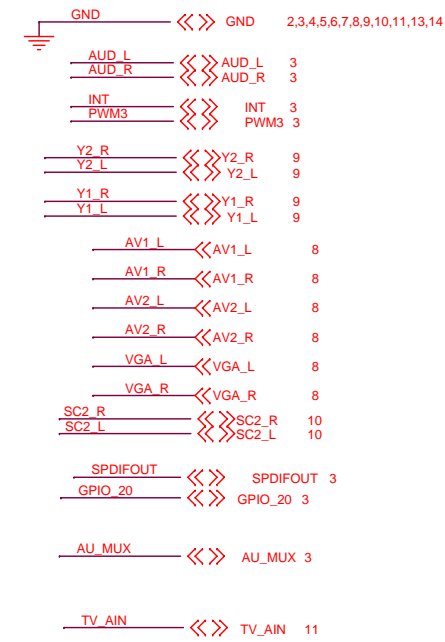 GND GND 2,3,4,5,6,7,8,9,10,11,13,14
AUD_L AUD_L 3
AUD_R AUD_R 3
INT INT 3
PWM3 PWM3 3
Y2_R Y2_R 9
Y2_L Y2_L 9
Y1_R Y1_R 9
Y1_L Y1_L 9
AV1_L AV1_L 8
AV1_R AV1_R 8
AV2_L AV2_L 8
AV2_R AV2_R 8
VGA_L VGA_L 8
VGA_R VGA_R 8
SC2_R SC2_R 10
SC2_L SC2_L 10
SPDIFOUT SPDIFOUT 3
GPIO_20 GPIO_20 3
AU_MUX AU_MUX 3
TV_AIN TV_AIN 11